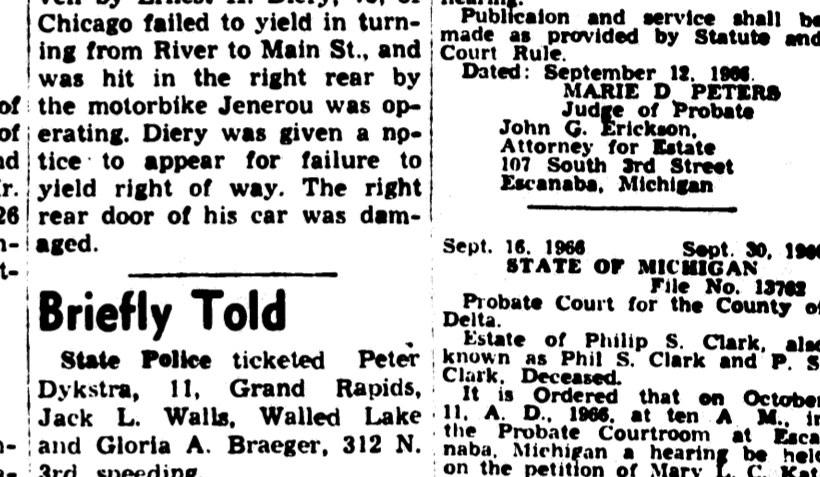 Chicago failed to yield in turn-
ing from River to Main St., and
was hit in the right rear by
the motorbike Jenerou was op-
erating. Diery was given a no-
tice to appear for failure to
yield right of way. The right
rear door of his car was dam-
aged.
Briefly Told
State Police ticketed Peter
Dykstra, 11, Grand Rapids,
Jack L. Walls, Walled Lake
and Gloria A. Braeger, 312 N.
3rd speeding.
Publicaion and service shall be
made as provided by Statute and
Court Rule.
Dated: September 12, 1966.
MARIE D PETERS
Judge of Probate
John G. Erickson,
Attorney for Estate
107 South 3rd Street
Escanaba, Michigan
Sept. 16, 1966 Sept. 30, 1966
STATE OF MICHIGAN
File No. 13762
Probate Court for the County of
Delta.
Estate of Philip S. Clark, also
known as Phil S. Clark and P. S.
Clark, Deceased.
It is Ordered that on October
11, A. D., 1966, at ten A. M., in
the Probate Courtroom at Esca
naba, Michigan a hearing be held
on the petition of Mary L. C.